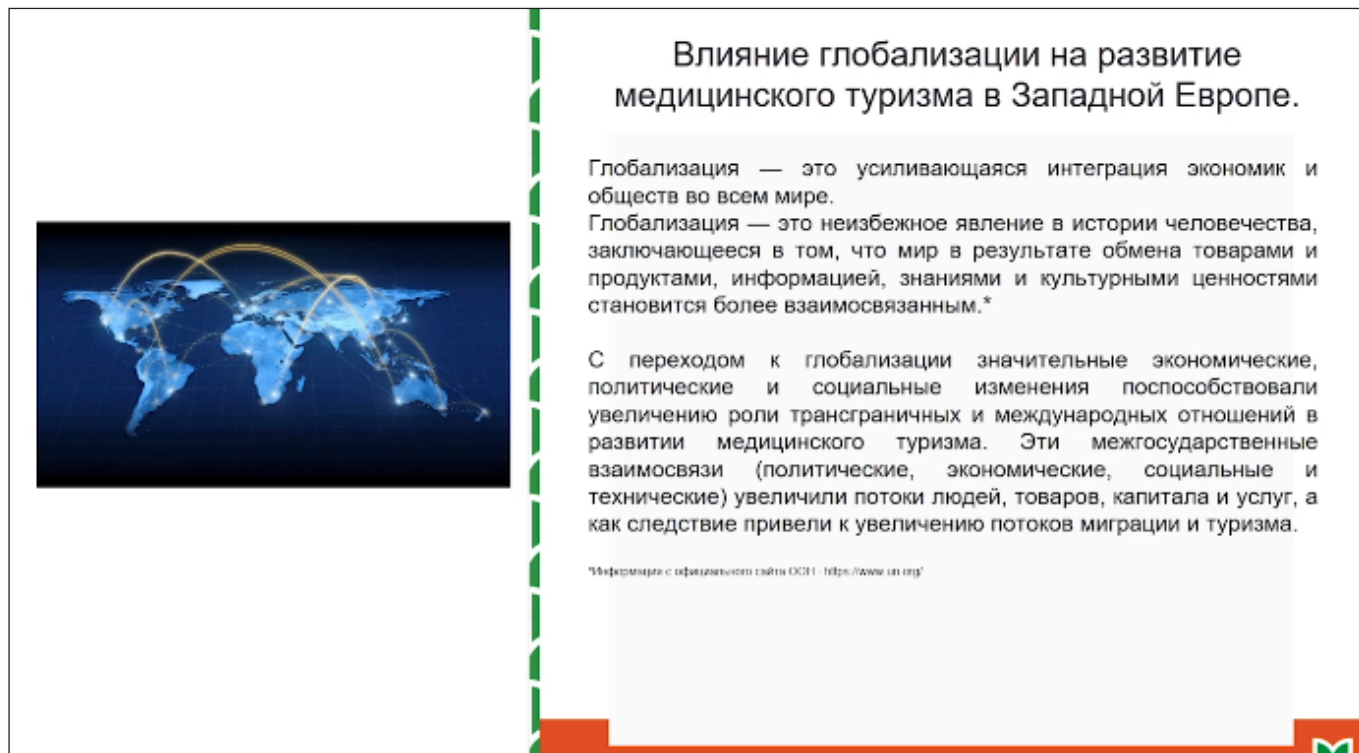 Влияние глобализации на развитие
медицинского туризма в Западной Европе.
Глобализация — это усиливающаяся интеграция экономик и
обществ во всем мире.
Глобализация — это неизбежное явление в истории человечества,
заключающееся в том, что мир в результате обмена товарами и
продуктами, информацией, знаниями и культурными ценностями
становится более взаимосвязанным.*
С переходом к глобализации значительные экономические,
политические и социальные изменения поспособствовали
увеличению роли трансграничных и международных отношений в
развитии медицинского туризма. Эти межгосударственные
взаимосвязи (политические, экономические, социальные и
технические) увеличили потоки людей, товаров, капитала и услуг, а
как следствие привели к увеличению потоков миграции и туризма.
*Информация с официального сайта ООН - https://www.un.org/